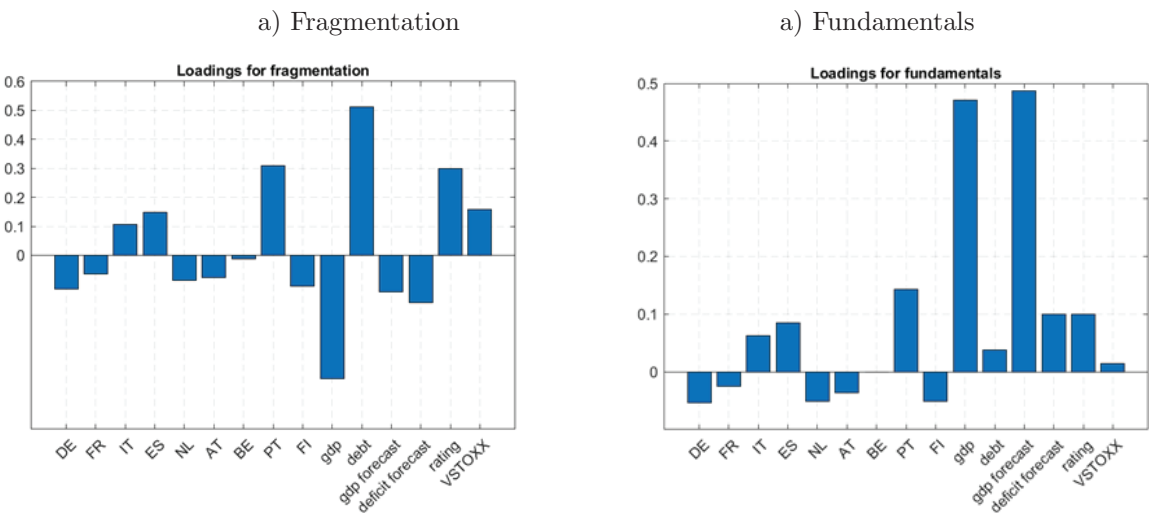 a) Fragmentation
Loadings for fragmentation
0.6
0.5
0.4
0.3
0.2
0.1
0
DE
FR
IT
ES
NL
AT
BE
PT
FI
gdp
debt
gdp forecast
deficit forecast
rating
VSTOXX
a) Fundamentals
Loadings for fundamentals
0.5
0.4
0.3
0.2
0.1
0
DE
FR
IT
ES
NL
AT
BE
PT
FI
gdp
debt
gdp forecast
deficit forecast
rating
VSTOXX